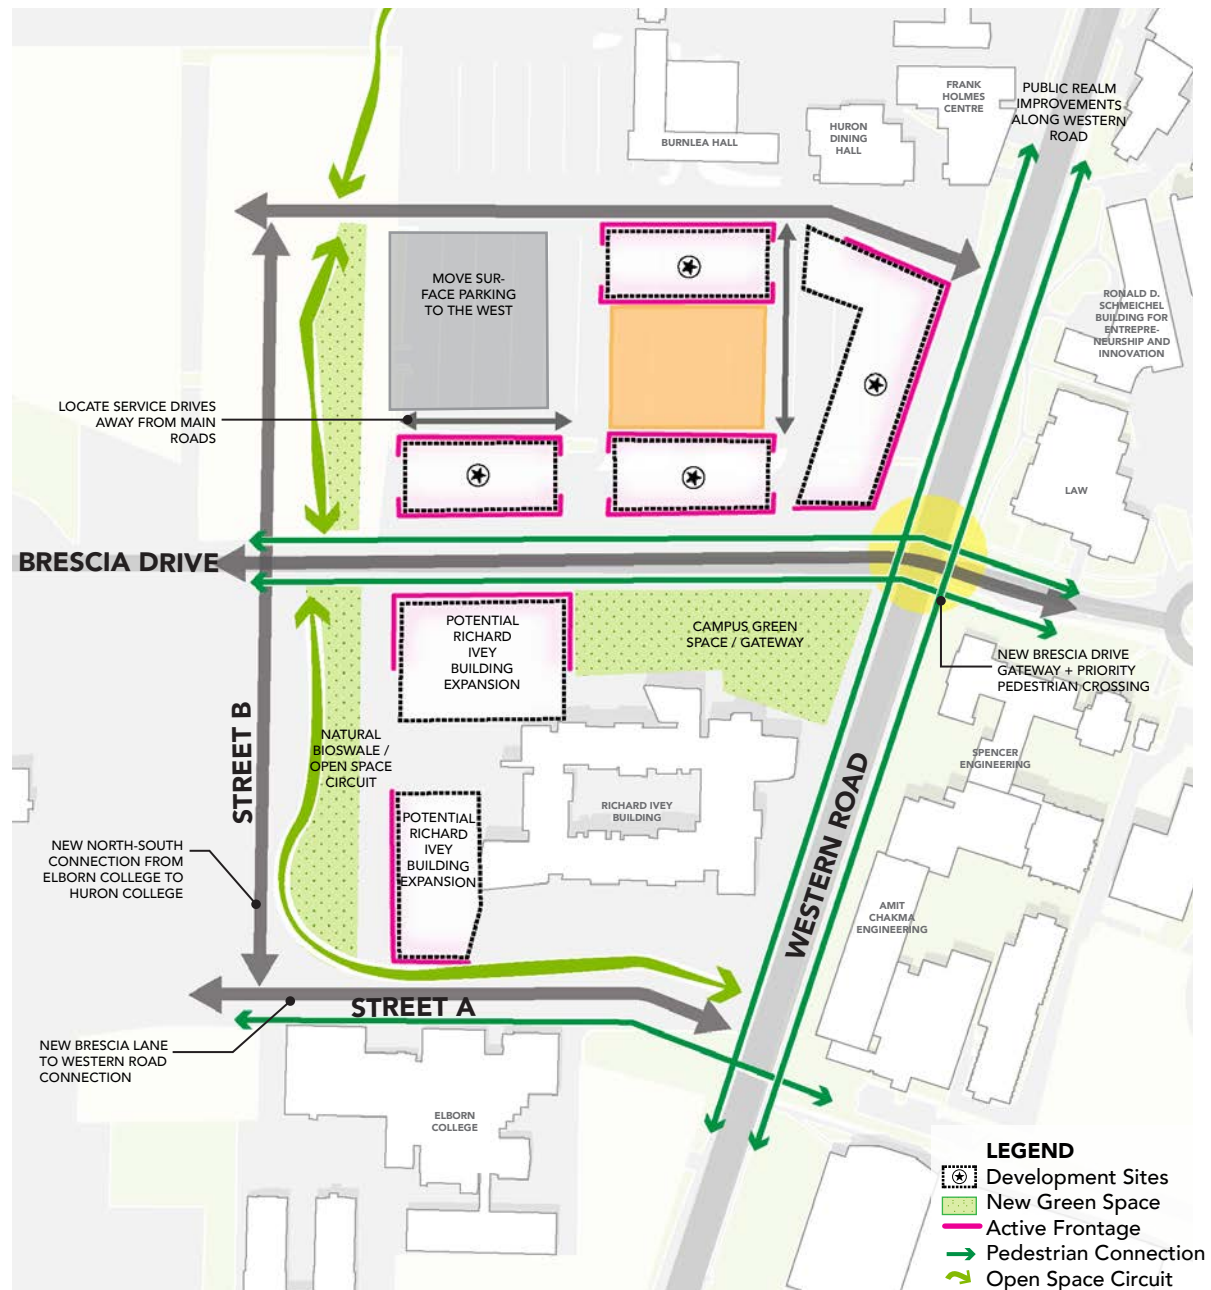 FRANK
HOLMES
CENTRE
PUBLIC REALM
IMPROVEMENTS
ALONG WESTERN
ROAD
BURNLEA HALL
HURON
DINING
HALL
MOVE SUR-
FACE PARKING
TO THE WEST
RONALD D.
SCHMEICHEL
BUILDING FOR
ENTREPRE-
NEURSHIP AND
INNOVATION
LOCATE SERVICE DRIVES
AWAY FROM MAIN
ROADS
LAW
BRESCIA DRIVE
POTENTIAL
RICHARD
IVEY
BUILDING
EXPANSION
CAMPUS GREEN
SPACE / GATEWAY
NEW BRESCIA DRIVE
GATEWAY + PRIORITY
PEDESTRIAN CROSSING
STREET B
NATURAL
BIOSWALE /
OPEN SPACE
CIRCUIT
SPENCER
ENGINEERING
RICHARD IVEY
BUILDING
WESTERN ROAD
POTENTIAL
RICHARD
IVEY
BUILDING
EXPANSION
NEW NORTH-SOUTH
CONNECTION FROM
ELBORN COLLEGE TO
HURON COLLEGE
AMIT
CHAKMA
ENGINEERING
STREET A
NEW BRESCIA LANE
TO WESTERN ROAD
CONNECTION
ELBORN
COLLEGE
LEGEND
Development Sites
New Green Space
Active Frontage
Pedestrian Connection
Open Space Circuit